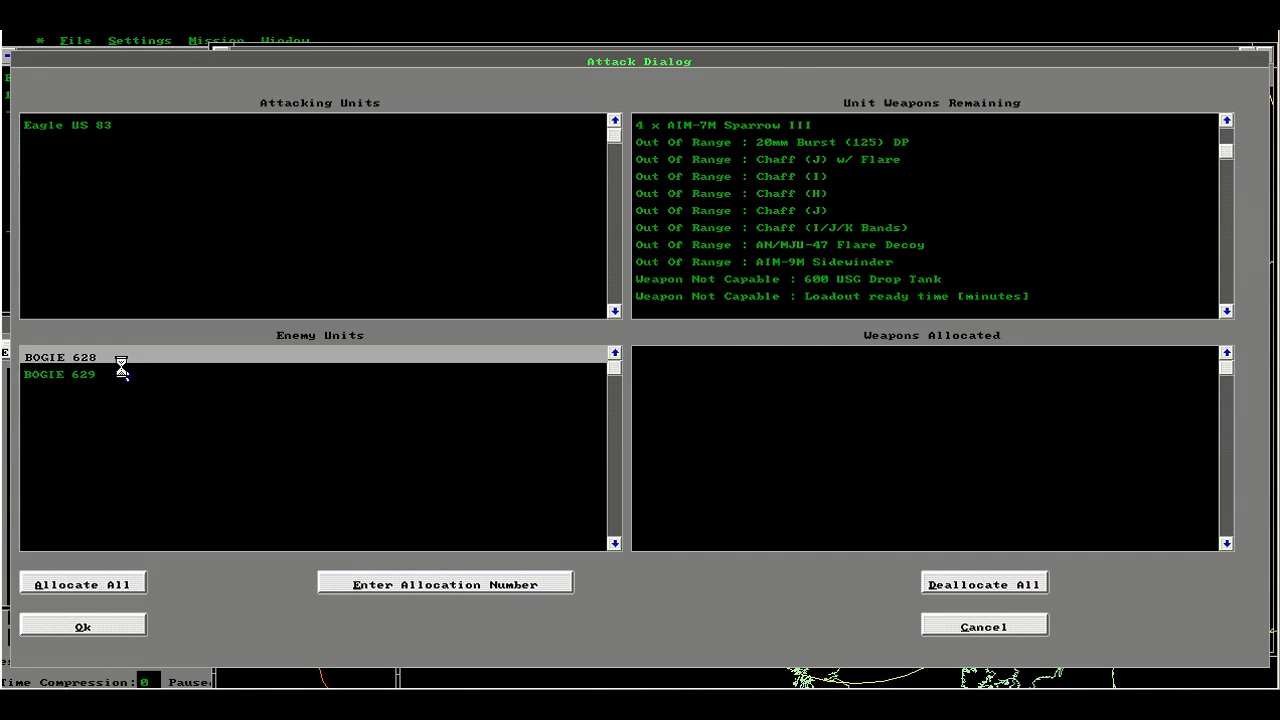 * File Settings Mission Window
Attack Dialog
Attacking Units
Unit Weapons Remaining
Eagle US 83
4 x AIM-7M Sparrow III
Out Of Range : 20mm Burst (125) DP
Out Of Range : Chaff (J) w/ Flare
Out Of Range : Chaff (I)
Out Of Range : Chaff (H)
Out Of Range : Chaff (J)
Out Of Range : Chaff (I/J/K Bands)
Out Of Range : AN/MJU-47 Flare Decoy
Out Of Range : AIM-9M Sidewinder
Weapon Not Capable : 600 USG Drop Tank
Weapon Not Capable : Loadout ready time [minutes]
Enemy Units
Weapons Allocated
BOGIE 628
BOGIE 629
Allocate All
Enter Allocation Number
Deallocate All
Ok
Cancel
Time Compression: 0 Paused